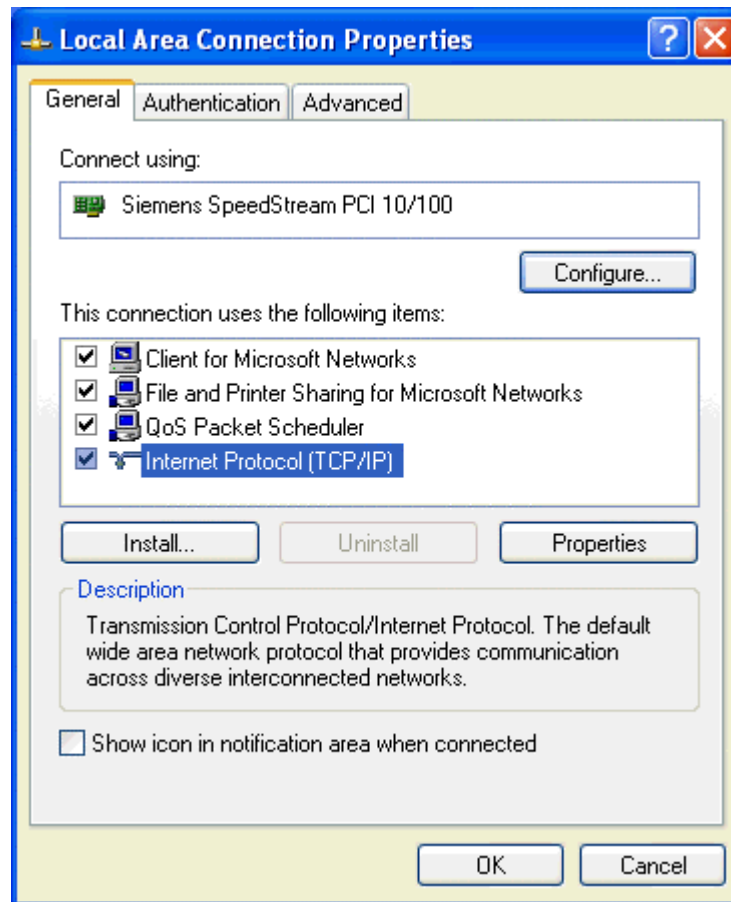 Local Area Connection Properties
?
General Authentication Advanced
Connect using:
Siemens SpeedStream PCI 10/100
Configure...
This connection uses the following items:
Client for Microsoft Networks
File and Printer Sharing for Microsoft Networks
QoS Packet Scheduler
Internet Protocol (TCP/IP)
Install... Uninstall Properties
Description
Transmission Control Protocol/Internet Protocol. The default
wide area network protocol that provides communication
across diverse interconnected networks.
Show icon in notification area when connected
OK Cancel